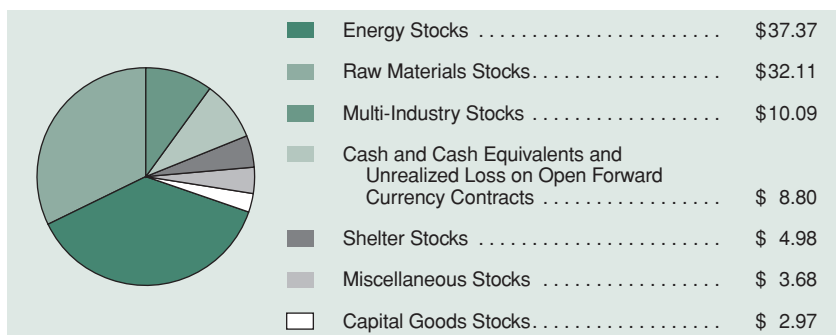 Energy Stocks . . . . . . . . . . . . . . . . . . . . . . . $37.37
Raw Materials Stocks. . . . . . . . . . . . . . . . . . $32.11
Multi-Industry Stocks . . . . . . . . . . . . . . . . . . $10.09
Cash and Cash Equivalents and
Unrealized Loss on Open Forward
Currency Contracts . . . . . . . . . . . . . . . . . $ 8.80
Shelter Stocks . . . . . . . . . . . . . . . . . . . . . . . $ 4.98
Miscellaneous Stocks . . . . . . . . . . . . . . . . . $ 3.68
Capital Goods Stocks. . . . . . . . . . . . . . . . . . $ 2.97